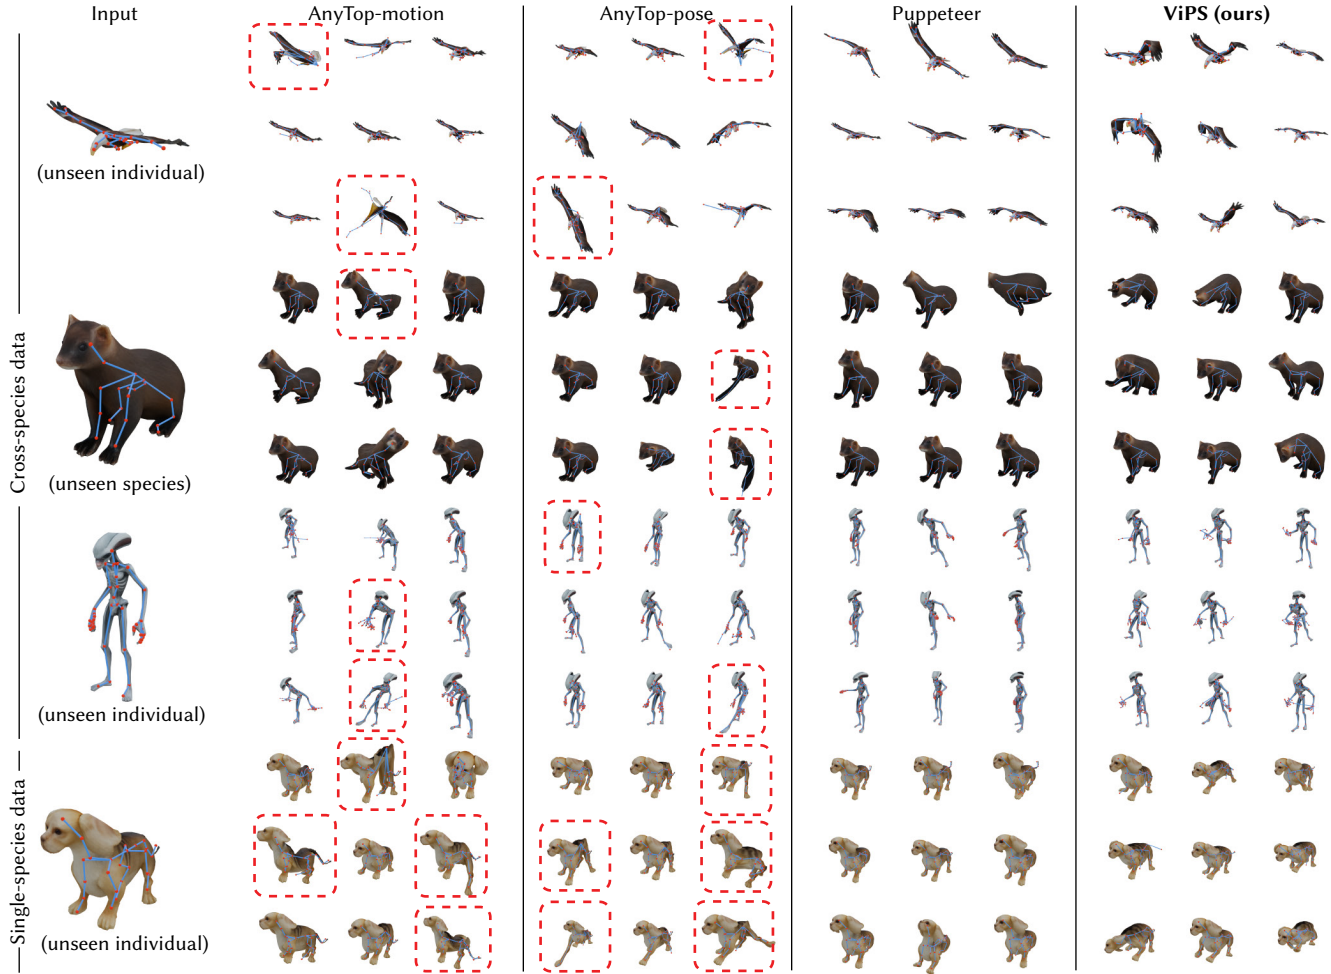 Input
AnyTop-motion
AnyTop-pose
Puppeteer
ViPS (ours)
Cross-species data
(unseen individual)
(unseen species)
(unseen individual)
Single-species data
(unseen individual)